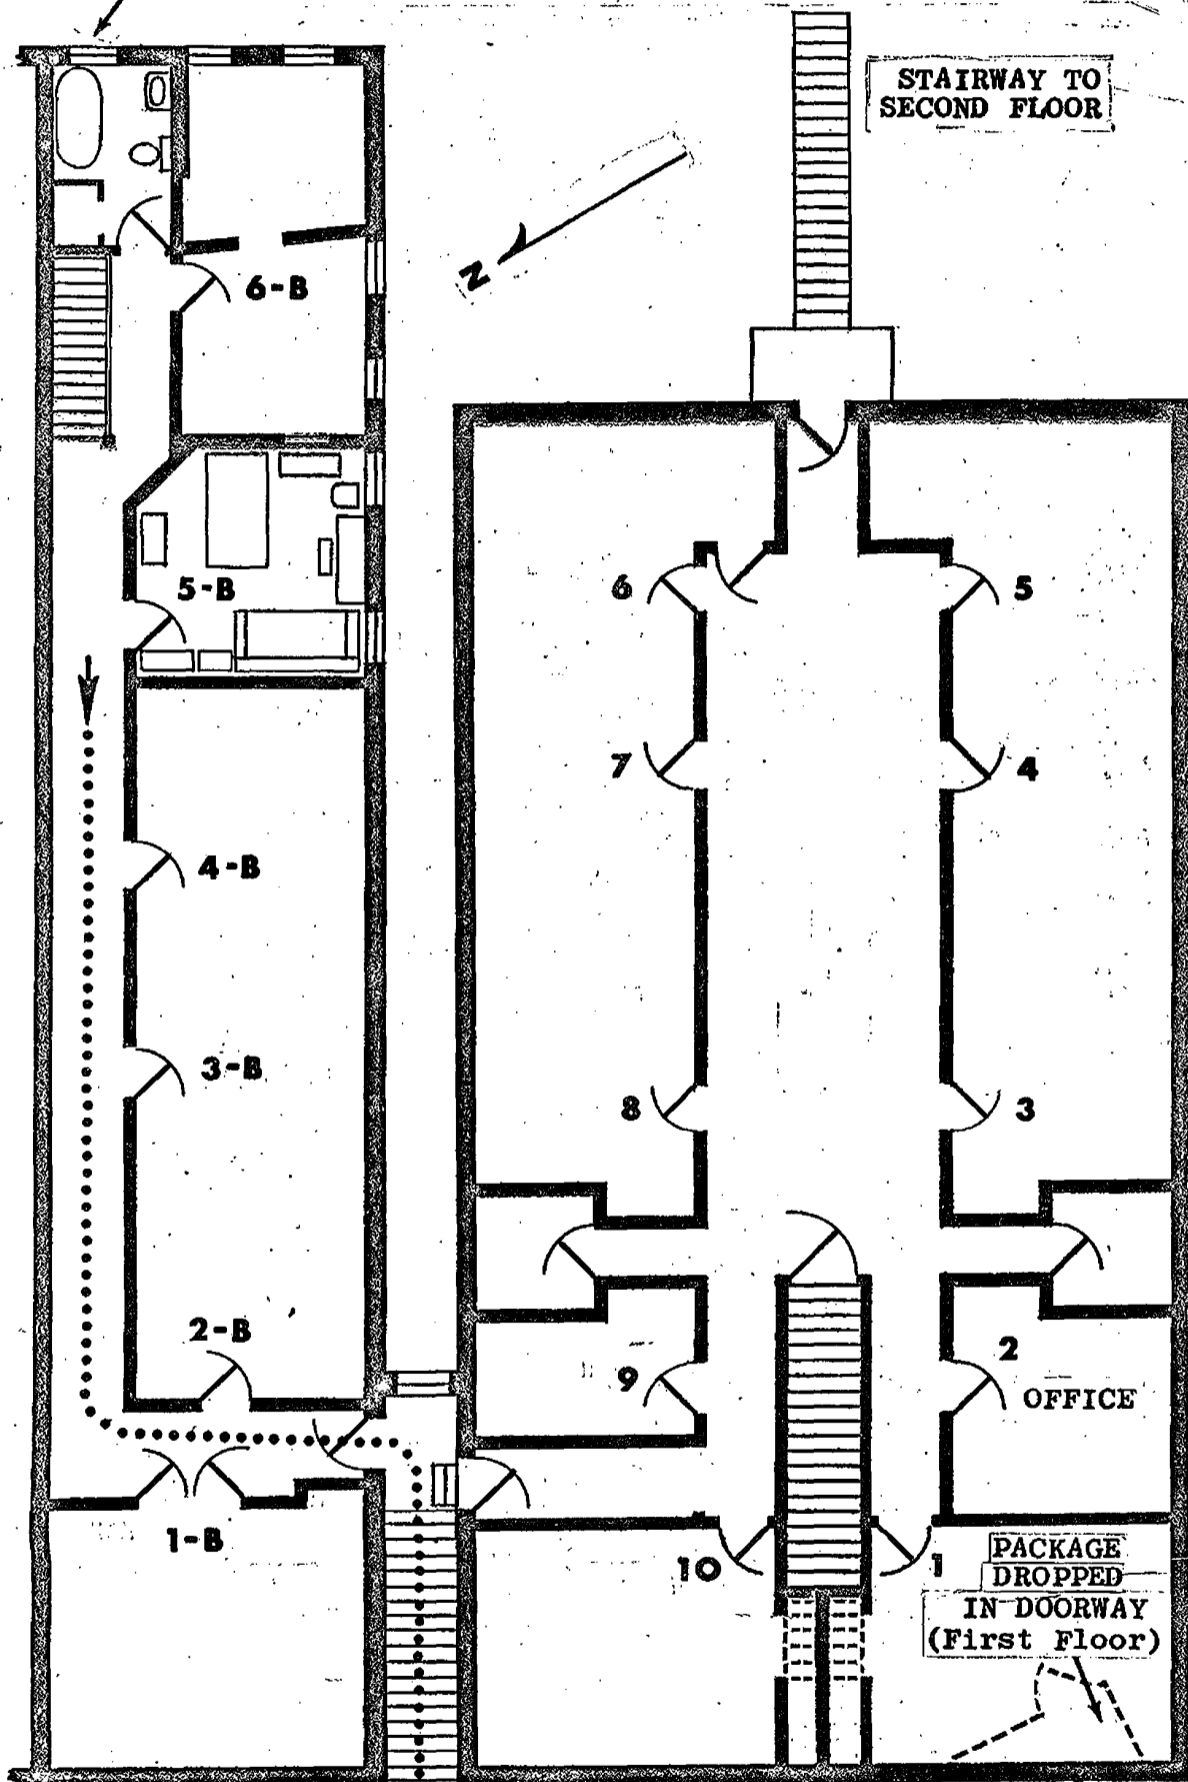 STAIRWAY TO
SECOND FLOOR
N
6-B
5-B
6
5
7
4
4-B
3-B
8
3
2-B
2
9
OFFICE
1-B
10
1
PACKAGE
DROPPED
IN DOORWAY
(First Floor)